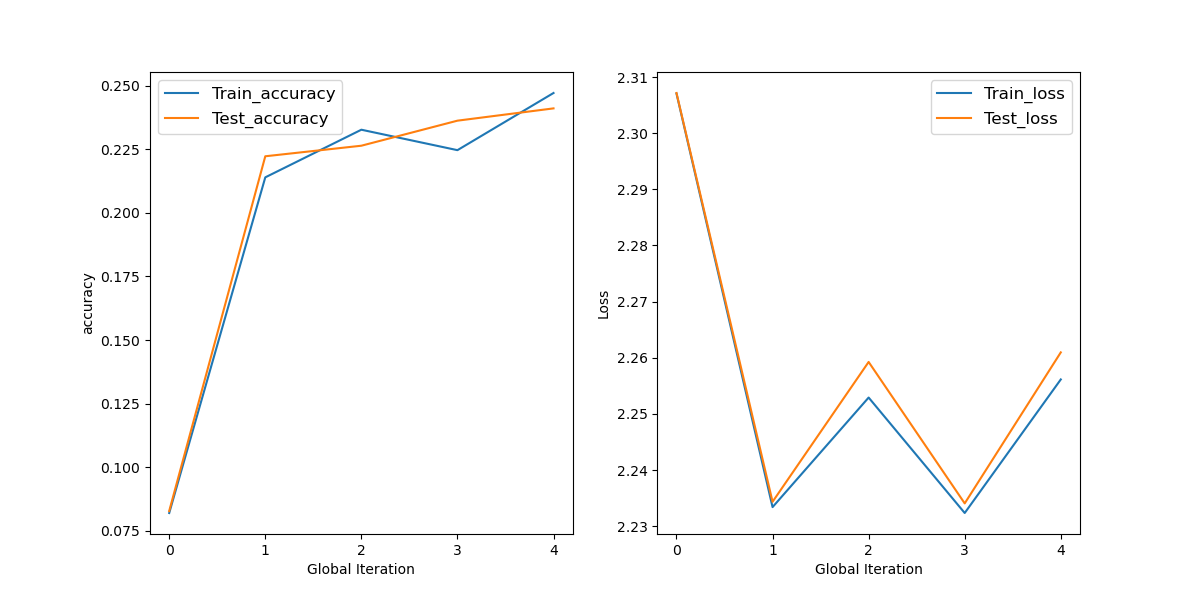 Train_accuracy
Test_accuracy
0.250
0.225
0.200
0.175
0.150
0.125
0.100
0.075
accuracy
0 1 2 3 4
Global Iteration
Train_loss
Test_loss
2.31
2.30
2.29
2.28
2.27
2.26
2.25
2.24
2.23
Loss
0 1 2 3 4
Global Iteration